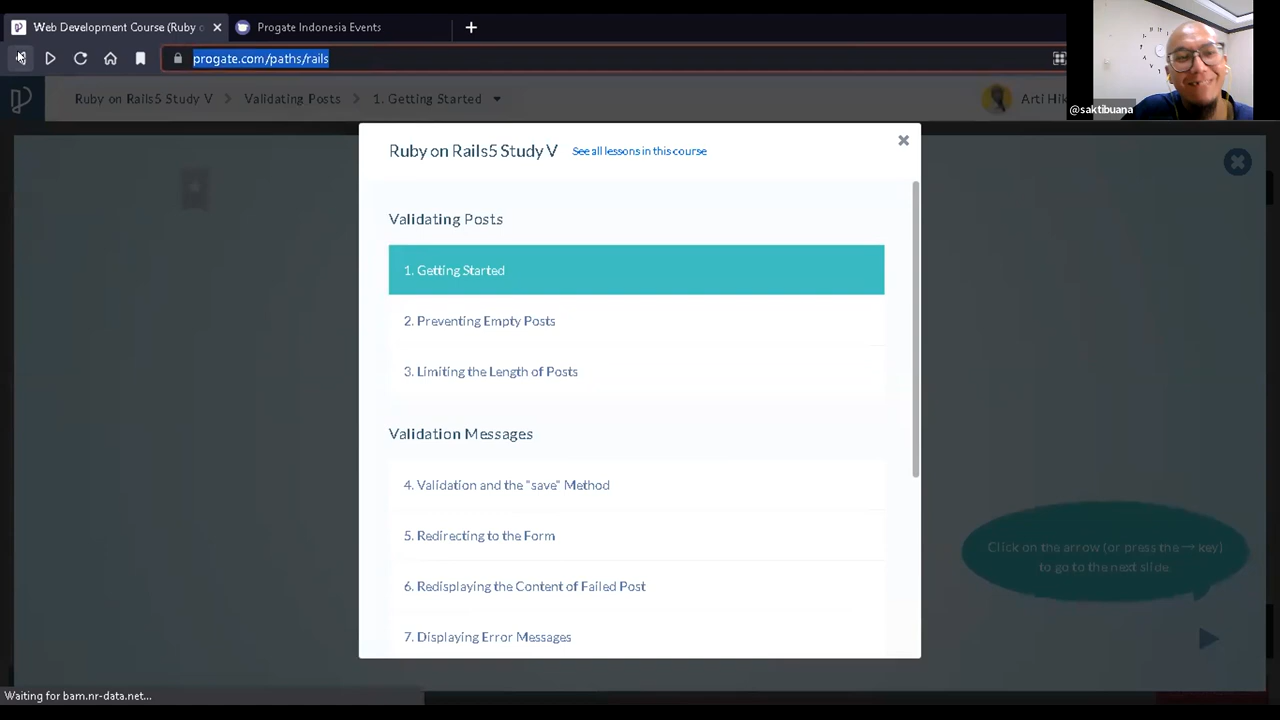 Web Development Course (Ruby o
Progate Indonesia Events
progate.com/paths/rails
@saktibuana
Ruby on Rails5 Study V
Validating Posts
1. Getting Started
Arti Hik
Ruby on Rails5 Study V
See all lessons in this course
Validating Posts
1. Getting Started
2. Preventing Empty Posts
3. Limiting the Length of Posts
Validation Messages
4. Validation and the "save" Method
5. Redirecting to the Form
6. Redisplaying the Content of Failed Post
7. Displaying Error Messages
Click on the arrow (or press the → key)
to go to the next slide.
Waiting for bam.nr-data.net...